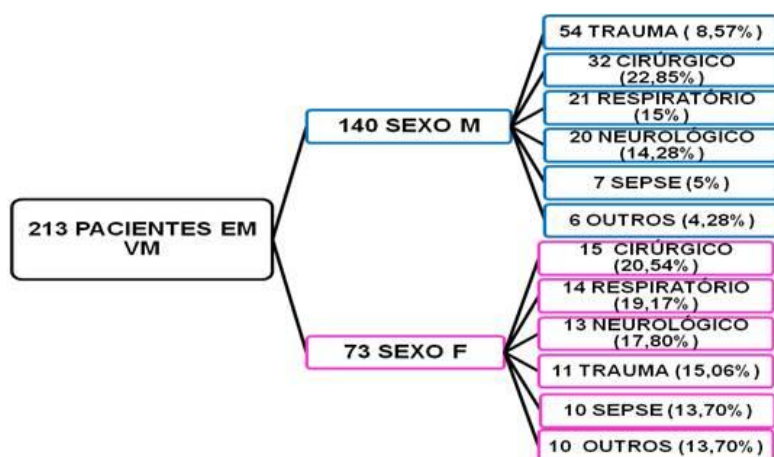 54 TRAUMA ( 8,57%)
32 CIRÚRGICO
(22,85%)
21 RESPIRATÓRIO
(15%)
140 SEXO M
20 NEUROLÓGICO
(14,28%)
7 SEPSE (5%)
6 OUTROS (4,28%)
213 PACIENTES EM
VM
15 CIRÚRGICO
(20,54%)
14 RESPIRATÓRIO
(19,17%)
13 NEUROLÓGICO
(17,80%)
73 SEXO F
11 TRAUMA (15,06%)
10 SEPSE (13,70%)
10 OUTROS (13,70%)